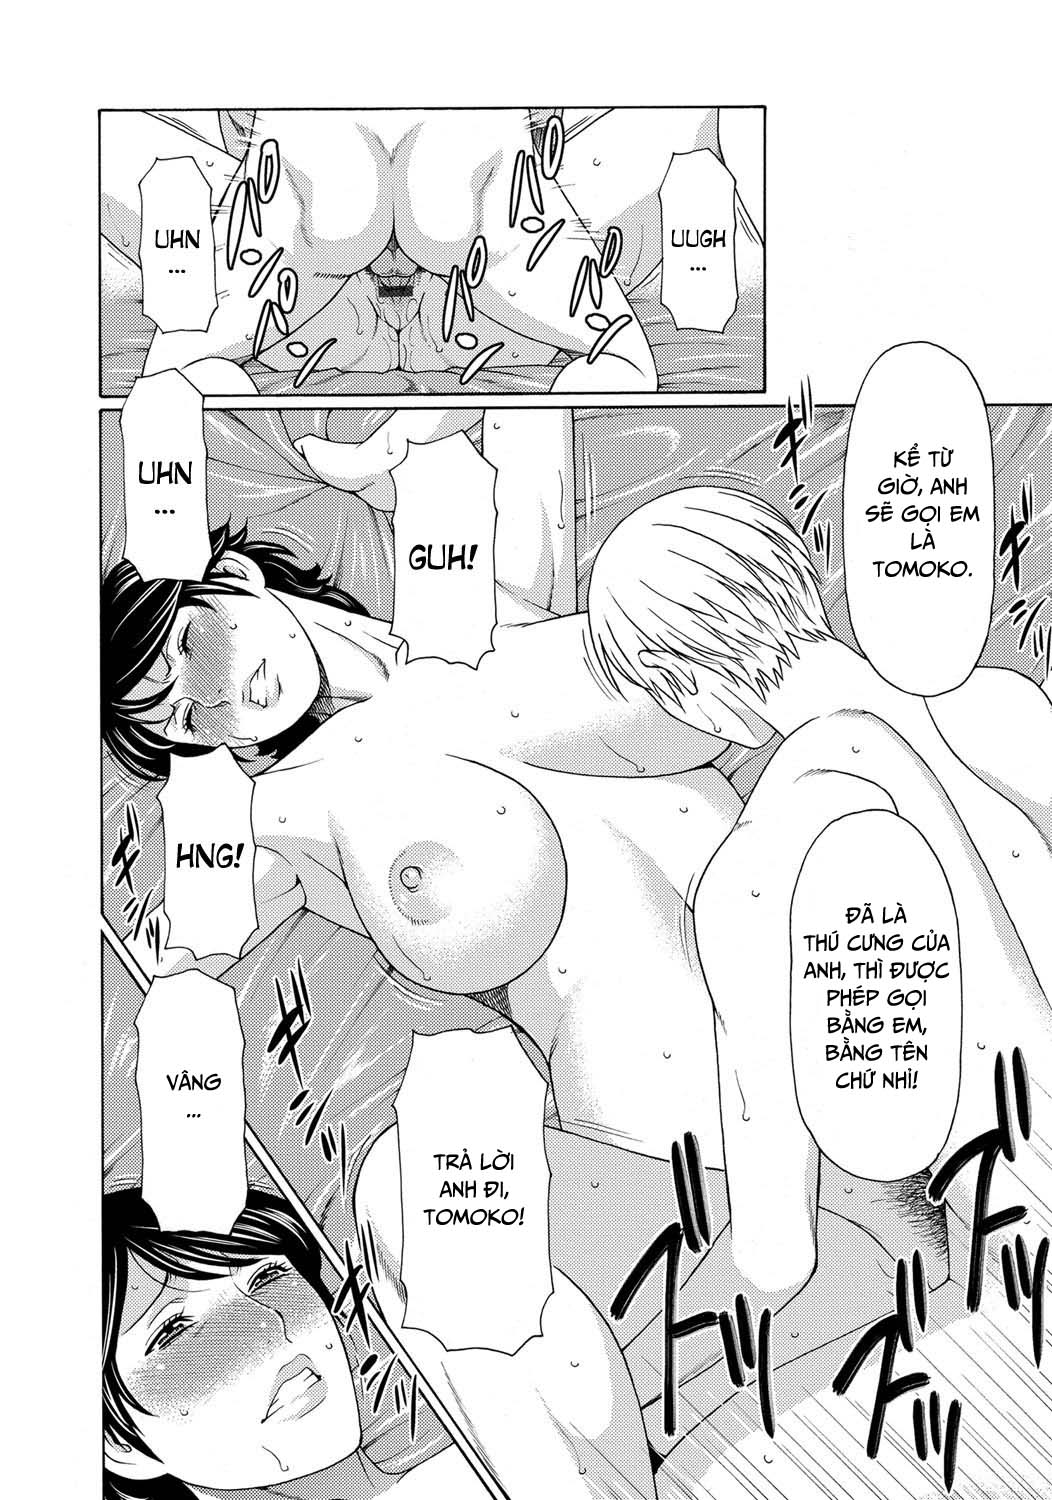 UUGH
...
UHN
...
KỂ TỪ
GIỜ, ANH
SẼ GỌI EM
LÀ
TOMOKO.
GUH!
UHN
...
HNG!
ĐÃ LÀ
THÚ CƯNG CỦA
ANH, THÌ ĐƯỢC
PHÉP GỌI
BẰNG EM,
BẰNG TÊN
CHỨ NHỈ!
TRẢ LỜI
ANH ĐI,
TOMOKO!
VÂNG
...